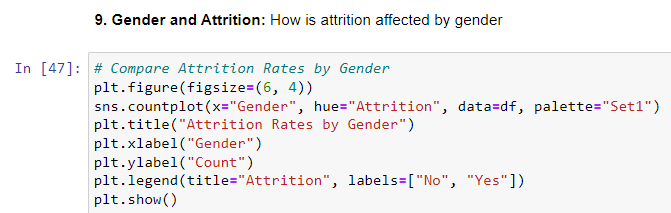 9. Gender and Attrition: How is attrition affected by gender
In [47]: # Compare Attrition Rates by Gender
plt.figure(figsize=(6, 4))
sns.countplot(x="Gender", hue="Attrition", data=df, palette="Set1")
plt.title("Attrition Rates by Gender")
plt.xlabel("Gender")
plt.ylabel("Count")
plt.legend(title="Attrition", labels=["No", "Yes"])
plt.show()